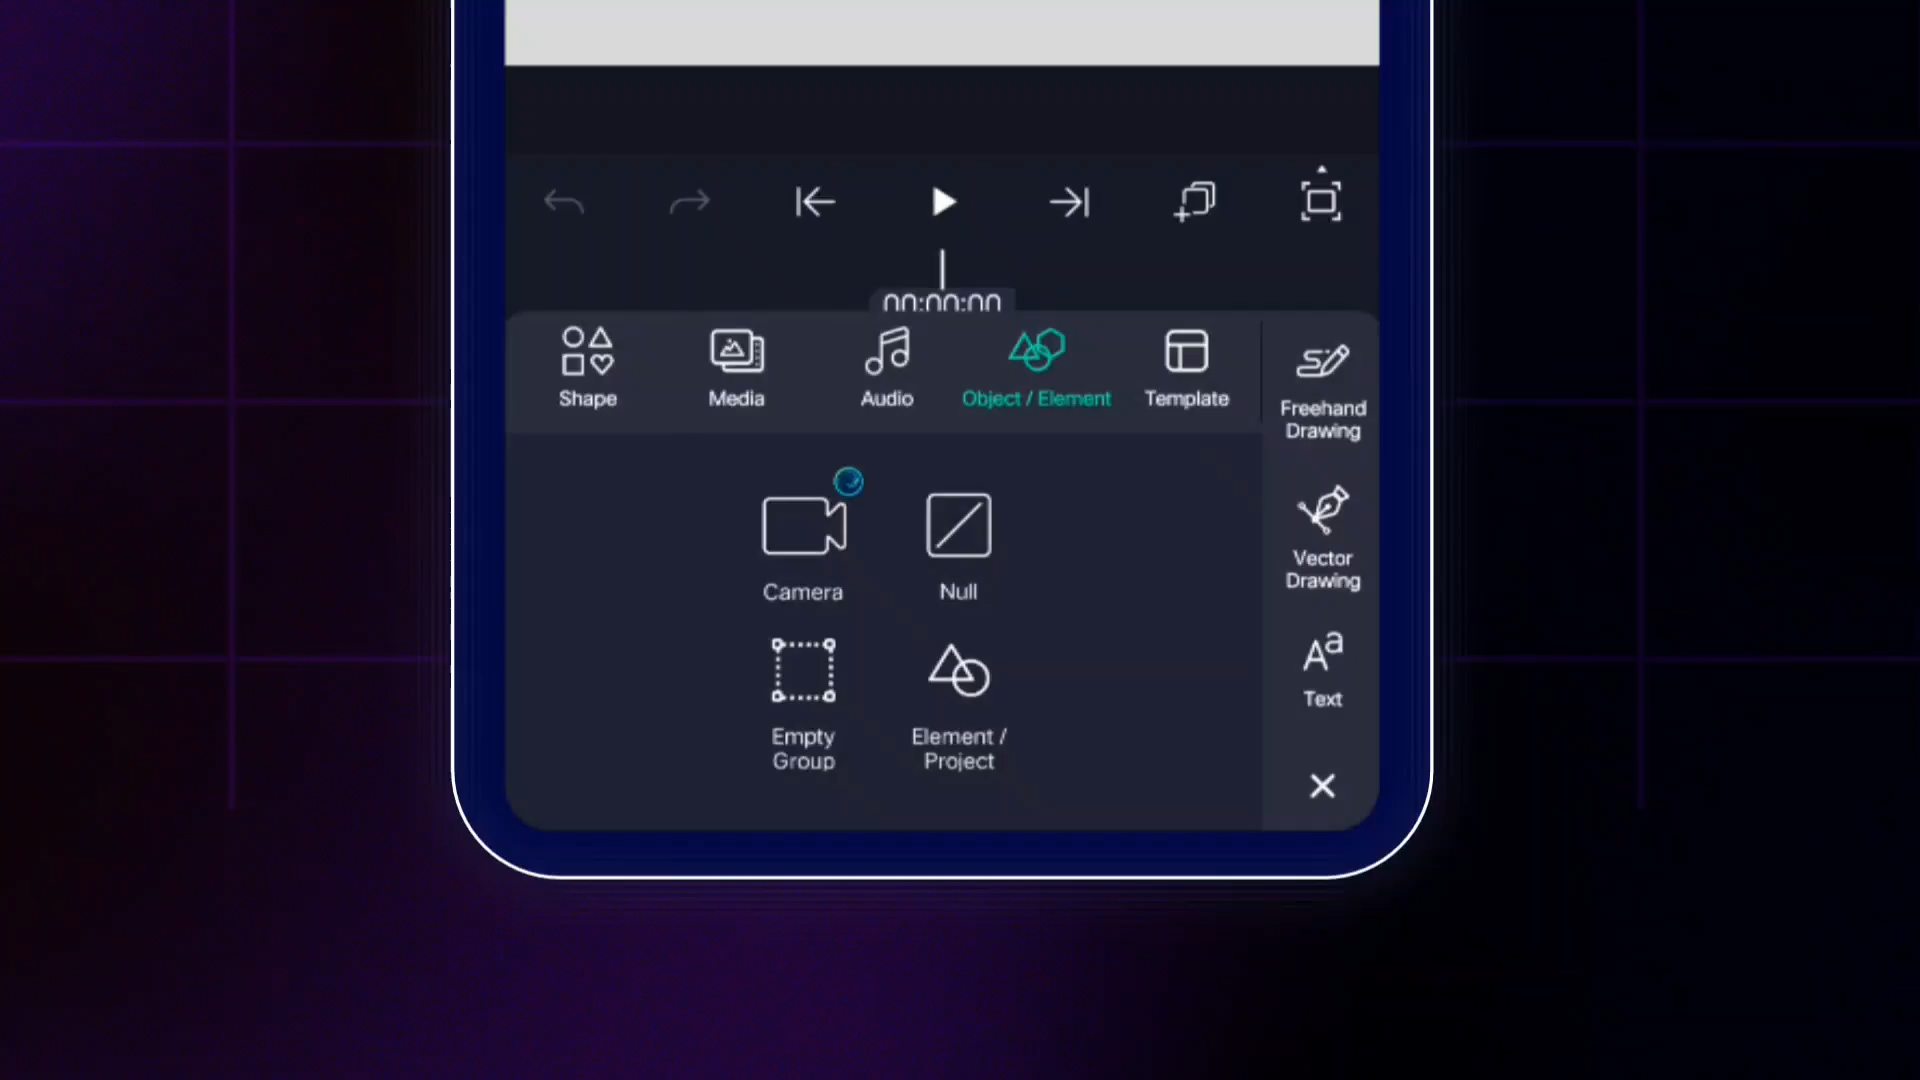 00:00:00
Shape
Media
Audio
Object / Element
Template
Freehand
Drawing
Camera
Null
Vector
Drawing
Empty
Group
Element /
Project
Aa
Text